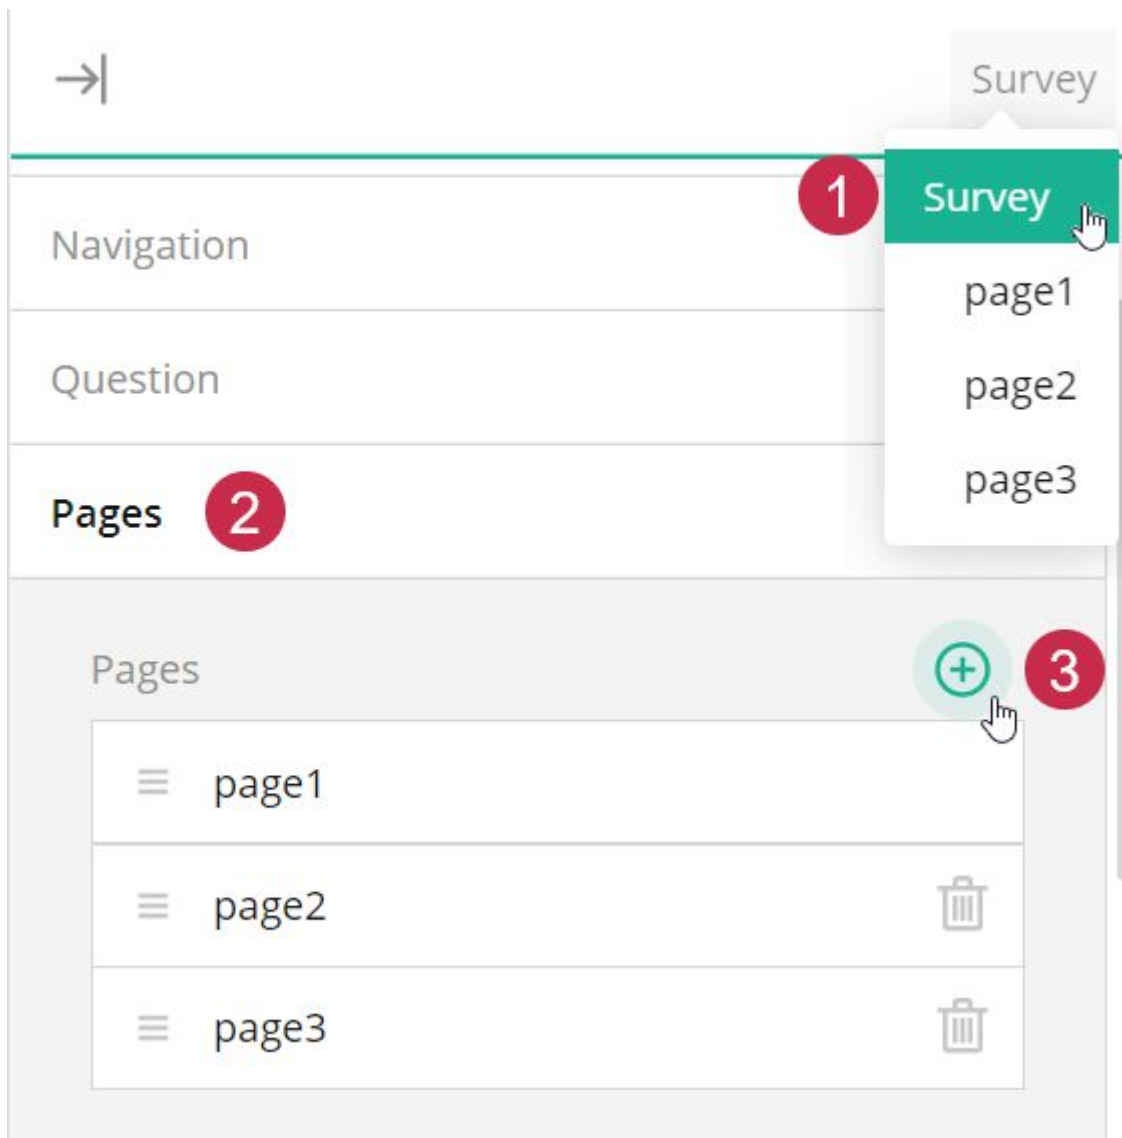 Survey
1 Survey
Navigation
page1
Question
page2
page3
Pages 2
Pages 3
page1
page2
page3